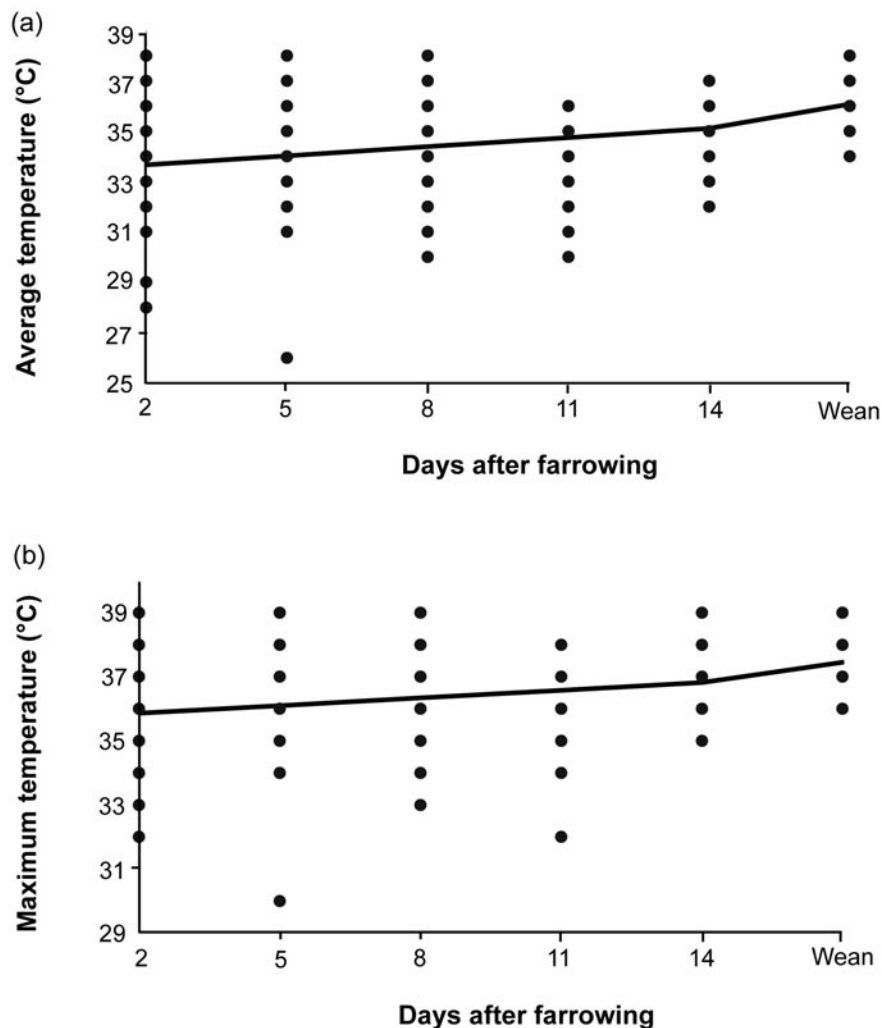 (a)
Average temperature (°C)
39
37
35
33
31
29
27
25
2 5 8 11 14 Wean
Days after farrowing
(b)
Maximum temperature (°C)
39
37
35
33
31
29
2 5 8 11 14 Wean
Days after farrowing